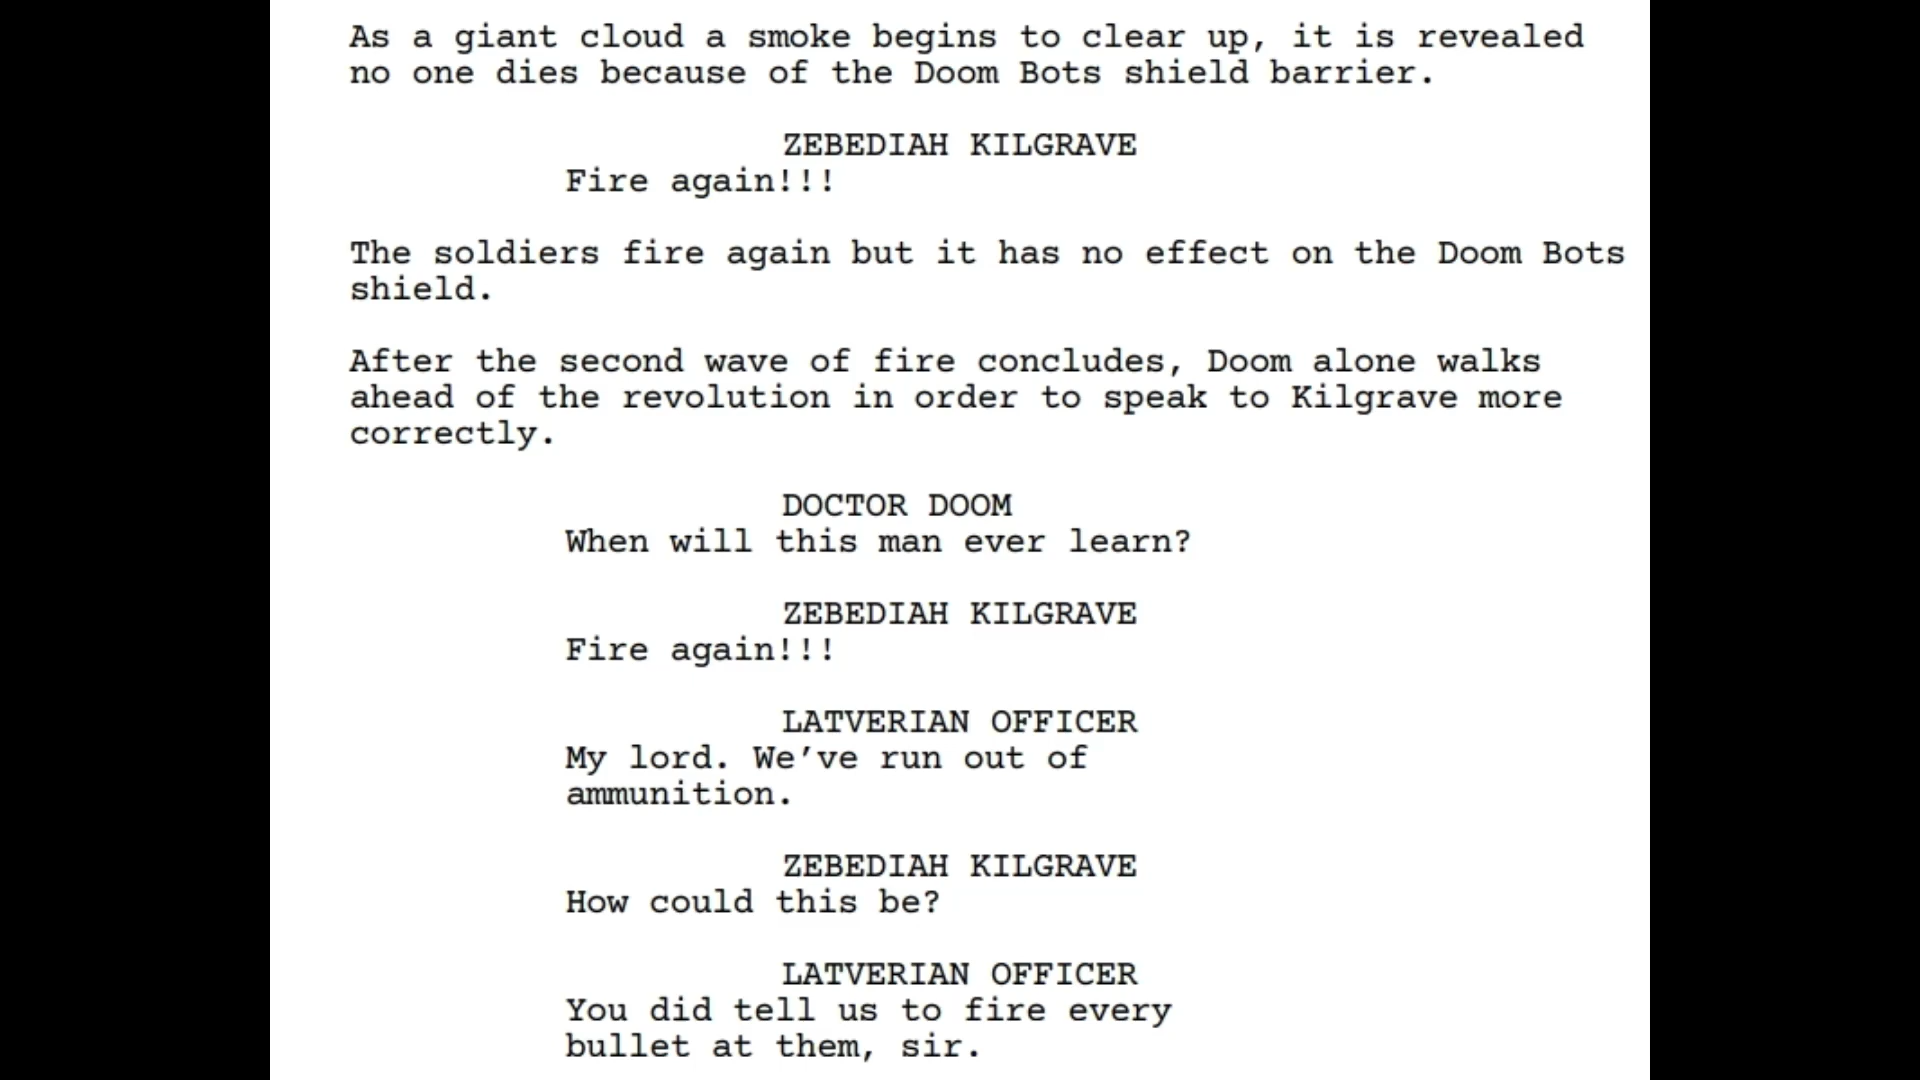 As a giant cloud a smoke begins to clear up, it is revealed
no one dies because of the Doom Bots shield barrier.
ZEBEDIAH KILGRAVE
Fire again!!!
The soldiers fire again but it has no effect on the Doom Bots
shield.
After the second wave of fire concludes, Doom alone walks
ahead of the revolution in order to speak to Kilgrave more
correctly.
DOCTOR DOOM
When will this man ever learn?
ZEBEDIAH KILGRAVE
Fire again!!!
LATVERIAN OFFICER
My lord. We’ve run out of
ammunition.
ZEBEDIAH KILGRAVE
How could this be?
LATVERIAN OFFICER
You did tell us to fire every
bullet at them, sir.